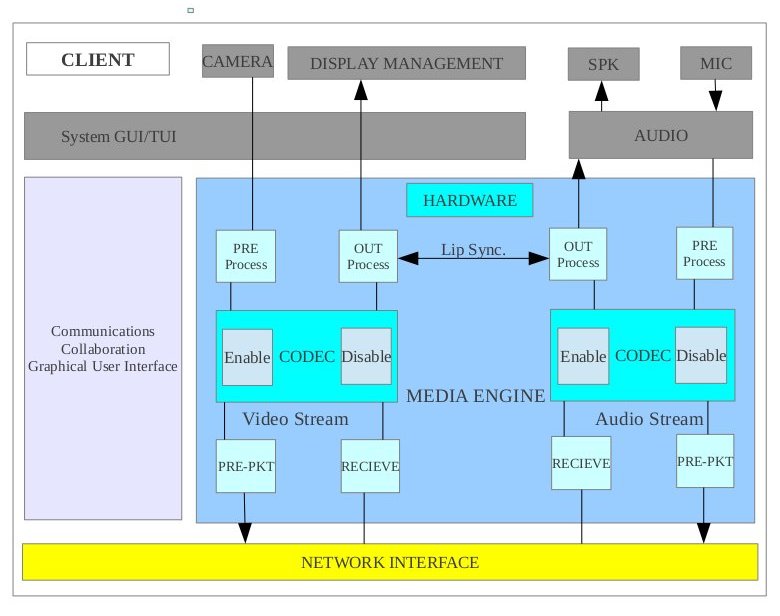 CLIENT
CAMERA
DISPLAY MANAGEMENT
SPK
MIC
System GUI/TUI
AUDIO
HARDWARE
PRE
Process
OUT
Process
Lip Sync.
OUT
Process
PRE
Process
Communications
Collaboration
Graphical User Interface
Enable
CODEC
Disable
Enable
CODEC
Disable
MEDIA ENGINE
Video Stream
Audio Stream
PRE-PKT
RECIEVE
RECIEVE
PRE-PKT
NETWORK INTERFACE